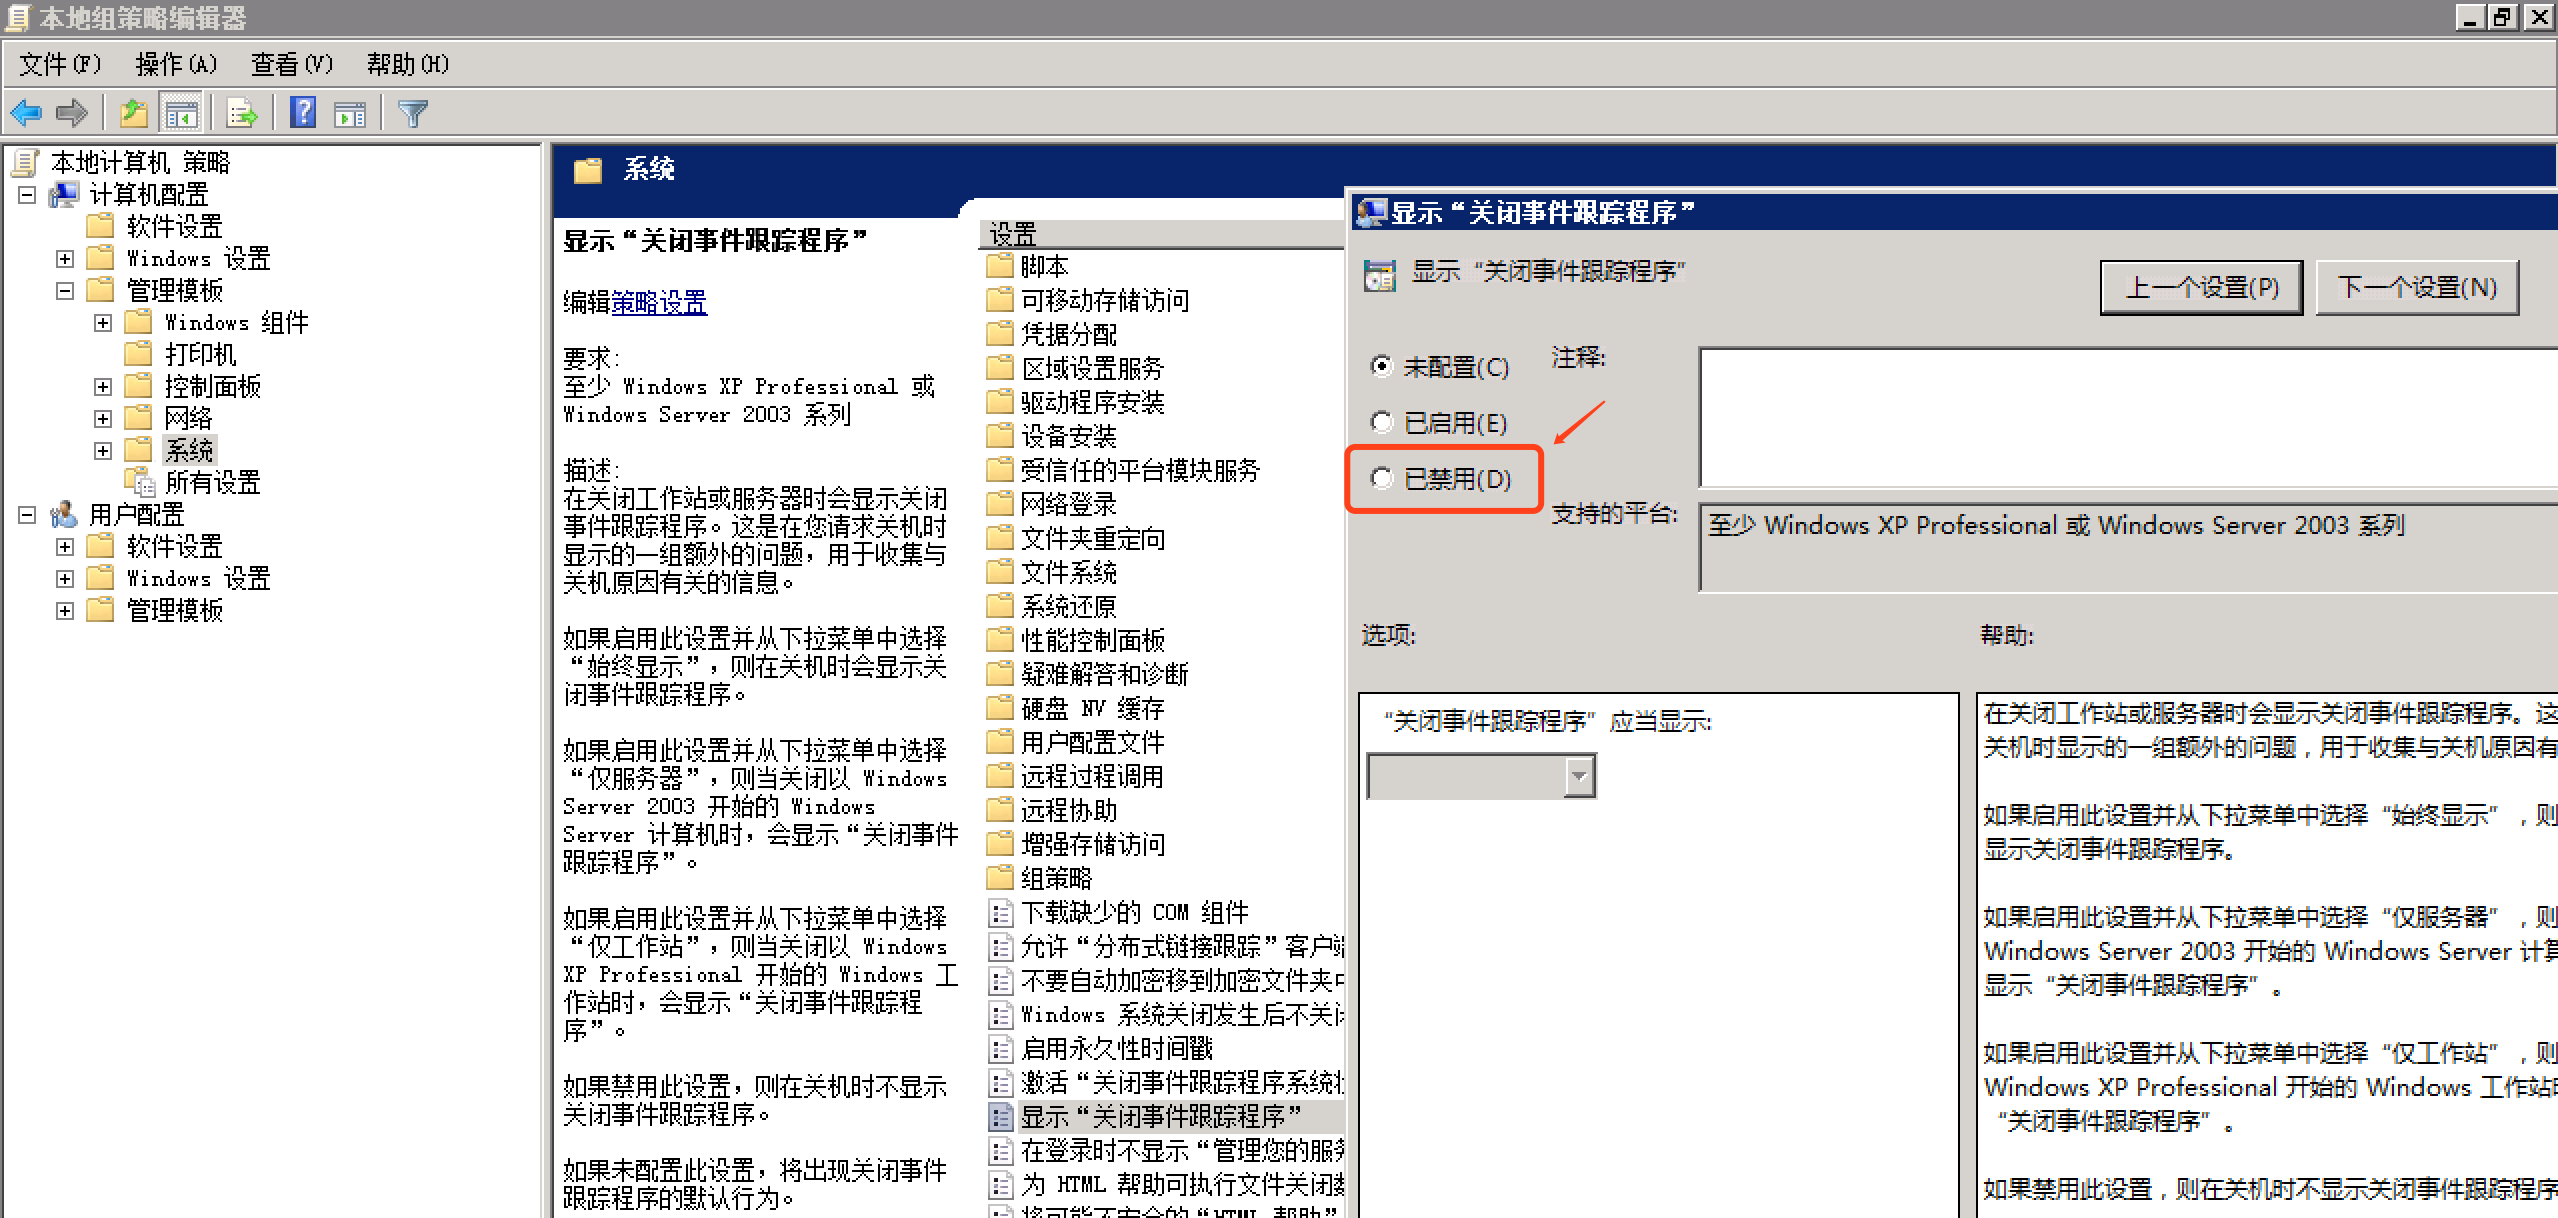 本地组策略编辑器
文件(F) 操作(A) 查看(V) 帮助(H)
本地计算机 策略
计算机配置
软件设置
Windows 设置
管理模板
Windows 组件
打印机
控制面板
网络
系统
所有设置
用户配置
软件设置
Windows 设置
管理模板
系统
显示“关闭事件跟踪程序”
编辑策略设置
要求:
至少 Windows XP Professional 或
Windows Server 2003 系列
描述:
在关闭工作站或服务器时会显示关闭
事件跟踪程序。这是在您请求关机时
显示的一组额外的问题，用于收集与
关机原因有关的信息。
如果启用此设置并从下拉菜单中选择
“始终显示”，则在关机时会显示关
闭事件跟踪程序。
如果启用此设置并从下拉菜单中选择
“仅服务器”，则当关闭以 Windows
Server 2003 开始的 Windows
Server 计算机时，会显示“关闭事件
跟踪程序”。
如果启用此设置并从下拉菜单中选择
“仅工作站”，则当关闭以 Windows
XP Professional 开始的 Windows 工
作站时，会显示“关闭事件跟踪程
序”。
如果禁用此设置，则在关机时不显示
关闭事件跟踪程序。
如果未配置此设置，将出现关闭事件
跟踪程序的默认行为。
设置
脚本
可移动存储访问
凭据分配
区域设置服务
驱动程序安装
设备安装
受信任的平台模块服务
网络登录
文件夹重定向
文件系统
系统还原
性能控制面板
疑难解答和诊断
硬盘 NV 缓存
用户配置文件
远程过程调用
远程协助
增强存储访问
组策略
下载缺少的 COM 组件
允许“分布式链接跟踪”客户端
不要自动加密移到加密文件夹中
Windows 系统关闭发生后不关闭
启用永久性时间戳
激活“关闭事件跟踪程序系统状
显示“关闭事件跟踪程序”
在登录时不显示“管理您的服务
为 HTML 帮助可执行文件关闭数
将可能不安全的“HTML 帮助”
显示“关闭事件跟踪程序”
显示“关闭事件跟踪程序”
上一个设置(P) 下一个设置(N)
未配置(C)
已启用(E)
已禁用(D)
注释:
支持的平台:
至少 Windows XP Professional 或 Windows Server 2003 系列
选项:
帮助:
“关闭事件跟踪程序”应当显示:
在关闭工作站或服务器时会显示关闭事件跟踪程序。这
关机时显示的一组额外的问题，用于收集与关机原因有
如果启用此设置并从下拉菜单中选择“始终显示”，则
显示关闭事件跟踪程序。
如果启用此设置并从下拉菜单中选择“仅服务器”，则
Windows Server 2003 开始的 Windows Server 计算
显示“关闭事件跟踪程序”。
如果启用此设置并从下拉菜单中选择“仅工作站”，则
Windows XP Professional 开始的 Windows 工作站时
“关闭事件跟踪程序”。
如果禁用此设置，则在关机时不显示关闭事件跟踪程序